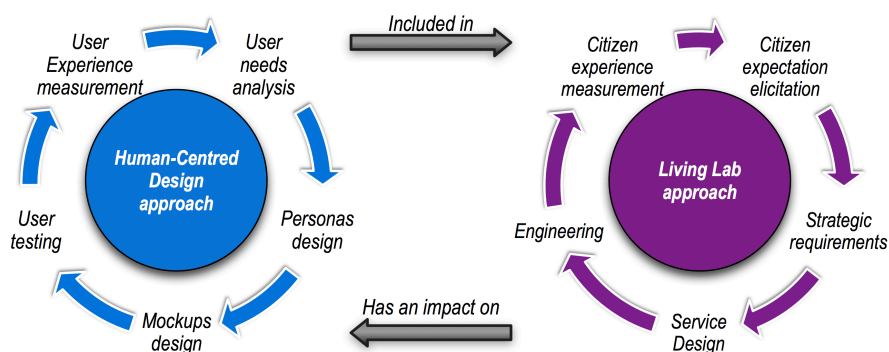 User
Experience
measurement
User
needs
analysis
Personas
design
Mockups
design
User
testing
Human-Centred
Design
approach
Included in
Has an impact on
Citizen
experience
measurement
Citizen
expectation
elicitation
Strategic
requirements
Service
Design
Engineering
Living Lab
approach